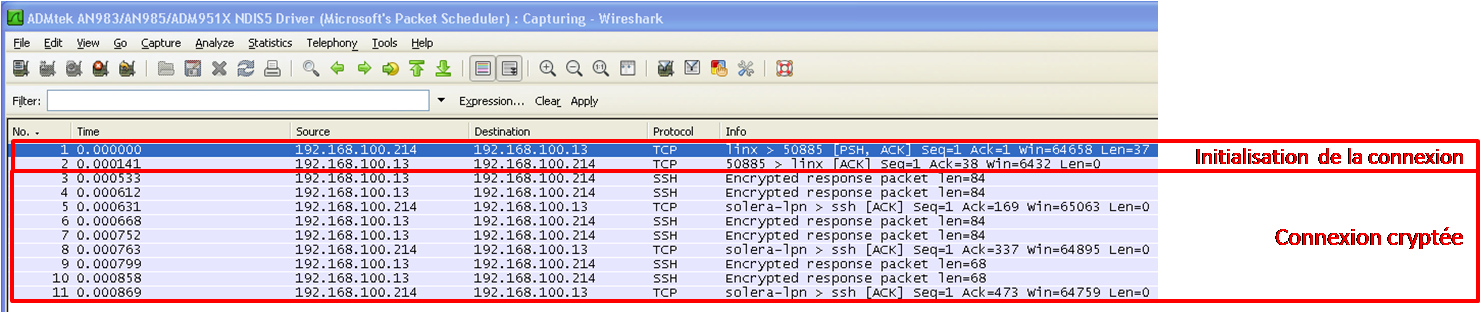 ADMtek AN983/AN985/ADM951X NDIS5 Driver (Microsoft's Packet Scheduler) : Capturing - Wireshark
File Edit View Go Capture Analyze Statistics Telephony Tools Help
Filter: Expression... Clear Apply
No. Time Source Destination Protocol Info
1 0.000000 192.168.100.214 192.168.100.13 TCP linx > 50885 [PSH, ACK] Seq=1 Ack=1 Win=64658 Len=37
Initialisation de la connexion
2 0.000141 192.168.100.13 192.168.100.214 TCP 50885 > linx [ACK] Seq=1 Ack=38 Win=6432 Len=0
3 0.000533 192.168.100.13 192.168.100.214 SSH Encrypted response packet len=84
4 0.000612 192.168.100.13 192.168.100.214 SSH Encrypted response packet len=84
5 0.000631 192.168.100.214 192.168.100.13 TCP solera-lpn > ssh [ACK] Seq=1 Ack=169 Win=65063 Len=0
6 0.000668 192.168.100.13 192.168.100.214 SSH Encrypted response packet len=84
7 0.000752 192.168.100.13 192.168.100.214 SSH Encrypted response packet len=84
Connexion cryptée
8 0.000763 192.168.100.214 192.168.100.13 TCP solera-lpn > ssh [ACK] Seq=1 Ack=337 Win=64895 Len=0
9 0.000799 192.168.100.13 192.168.100.214 SSH Encrypted response packet len=68
10 0.000858 192.168.100.13 192.168.100.214 SSH Encrypted response packet len=68
11 0.000869 192.168.100.214 192.168.100.13 TCP solera-lpn > ssh [ACK] Seq=1 Ack=473 Win=64759 Len=0